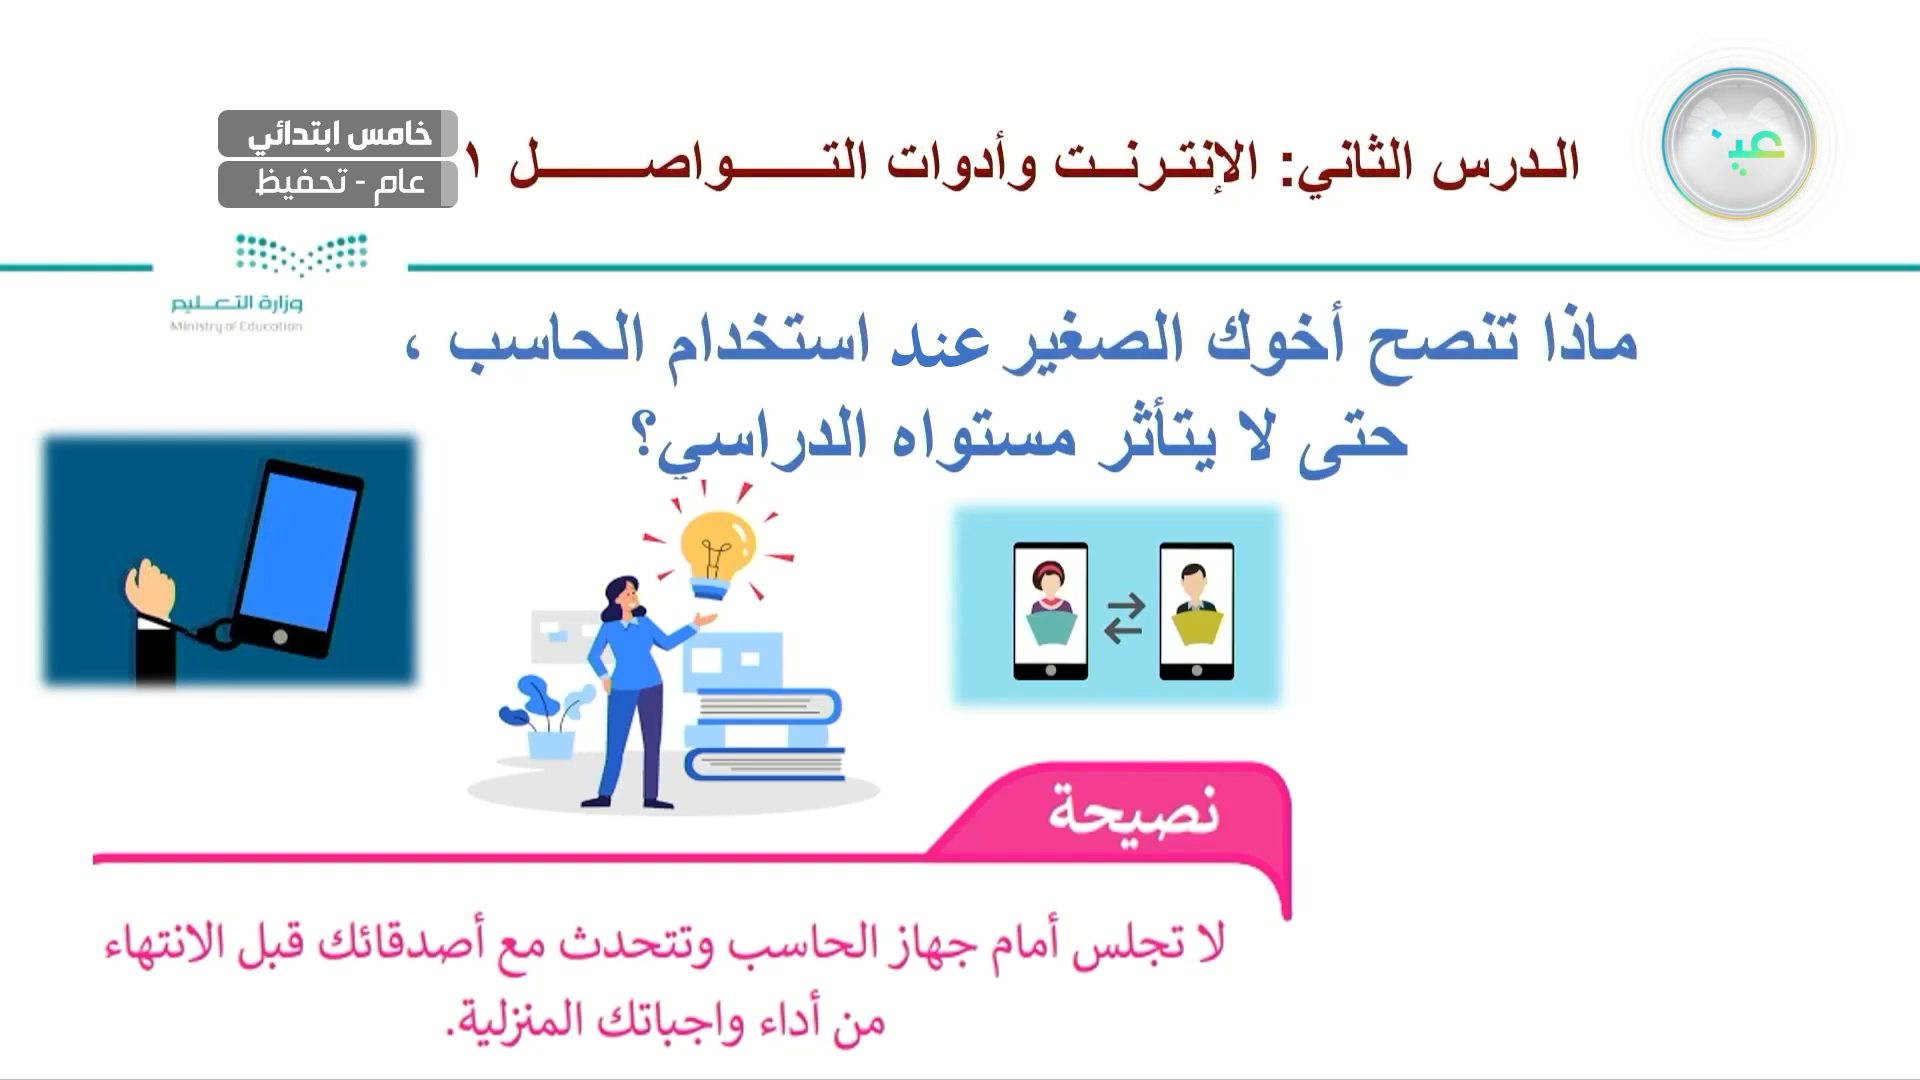 خامس ابتدائي
عام - تحفيظ
الدرس الثاني: الإنترنت وأدوات التواصل ١
عين
وزارة التعليم
Ministry of Education
ماذا تنصح أخوك الصغير عند استخدام الحاسب ،
حتى لا يتأثر مستواه الدراسي؟
نصيحة
لا تجلس أمام جهاز الحاسب وتتحدث مع أصدقائك قبل الانتهاء
من أداء واجباتك المنزلية.